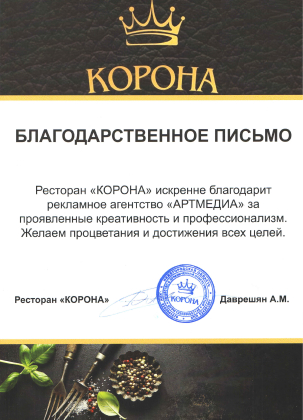 КОРОНА
БЛАГОДАРСТВЕННОЕ ПИСЬМО
Ресторан «КОРОНА» искренне благодарит
рекламное агентство «АРТМЕДИА» за
проявленные креативность и профессионализм.
Желаем процветания и достижения всех целей.
Ресторан «КОРОНА»
КОРОНА
Даврешян А.М.